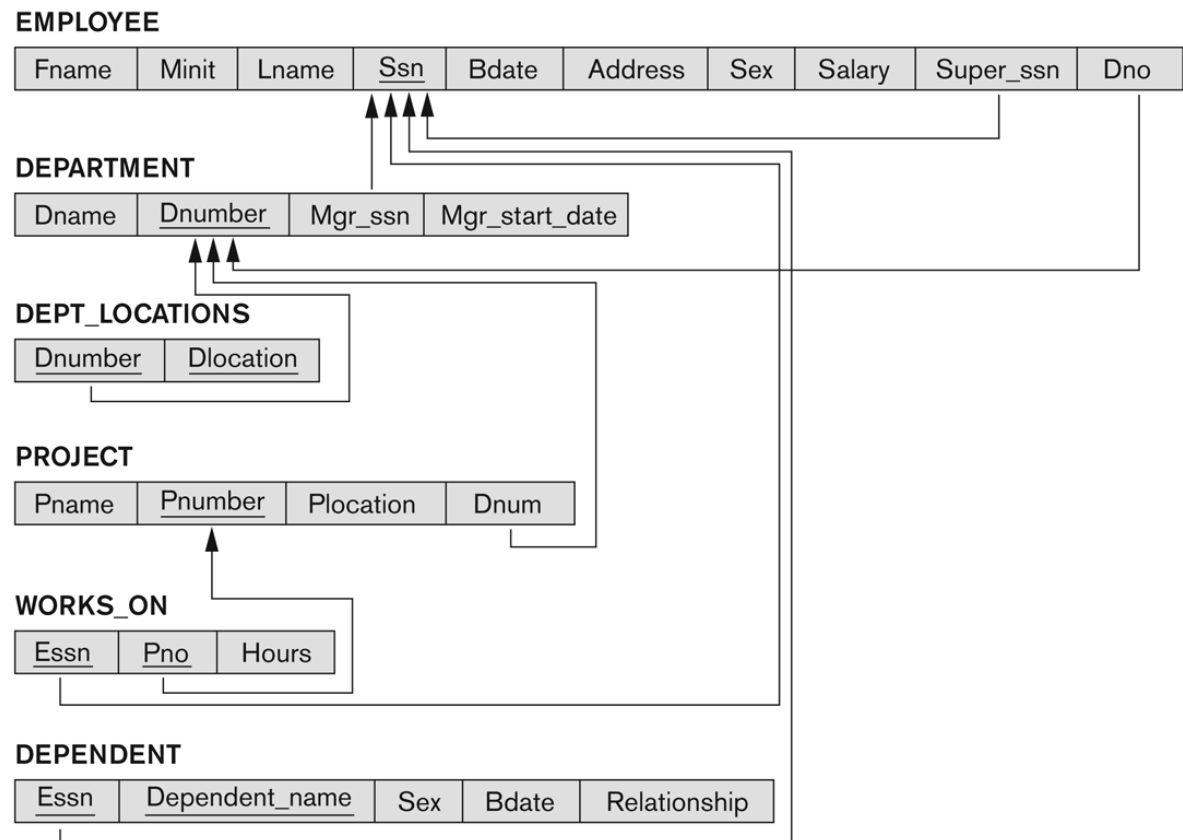 EMPLOYEE
Fname Minit Lname Ssn Bdate Address Sex Salary Super_ssn Dno
DEPARTMENT
Dname Dnumber Mgr_ssn Mgr_start_date
DEPT_LOCATIONS
Dnumber Dlocation
PROJECT
Pname Pnumber Plocation Dnum
WORKS_ON
Essn Pno Hours
DEPENDENT
Essn Dependent_name Sex Bdate Relationship